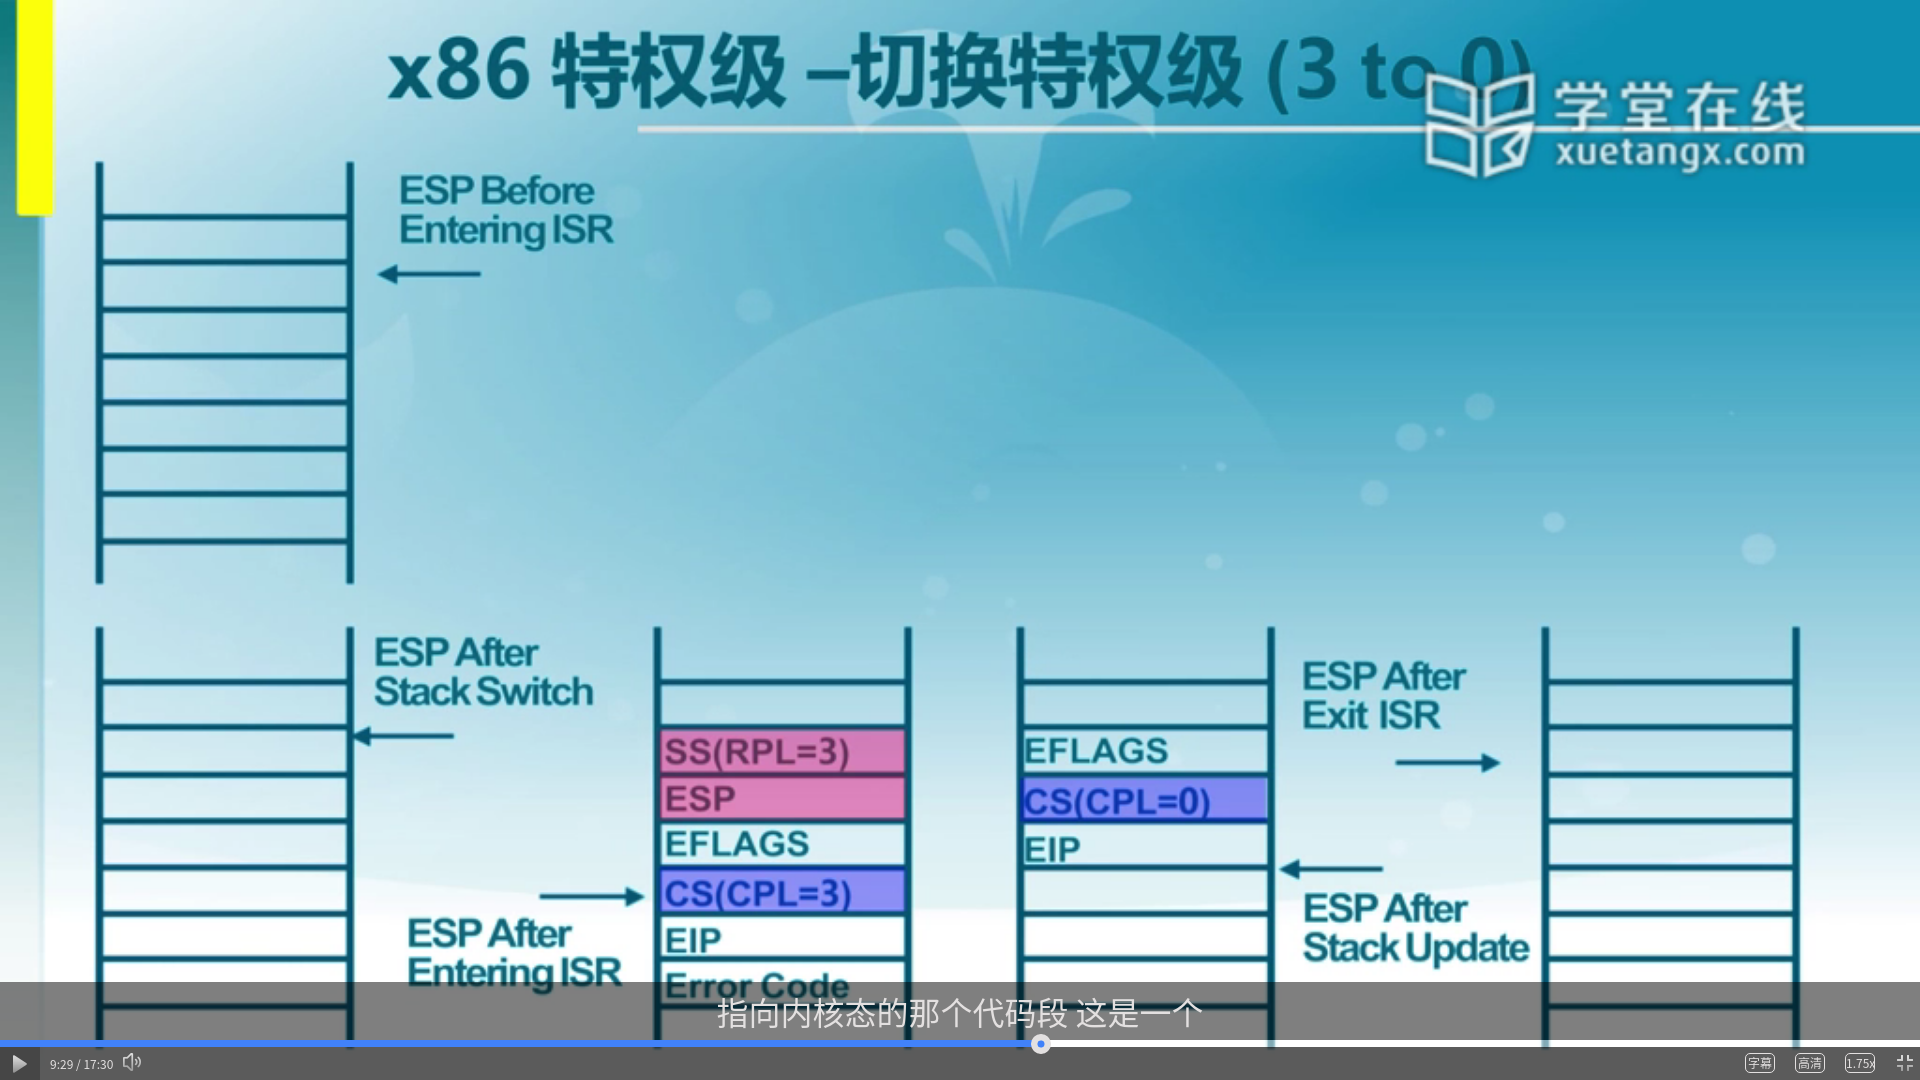 x86 特权级 –切换特权级 (3 to 0)
学堂在线
xuetangx.com
ESP Before
Entering ISR
ESP After
Stack Switch
ESP After
Entering ISR
SS(RPL=3)
ESP
EFLAGS
CS(CPL=3)
EIP
Error Code
EFLAGS
CS(CPL=0)
EIP
ESP After
Exit ISR
ESP After
Stack Update
指向内核态的那个代码段 这是一个
9:29 / 17:30
字幕
高清
1.75x